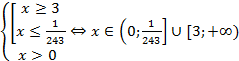 { [ x ≥ 3
x ≤ 1/243 ⇔ x ∈ (0; 1/243] ∪ [3; +∞)
x > 0